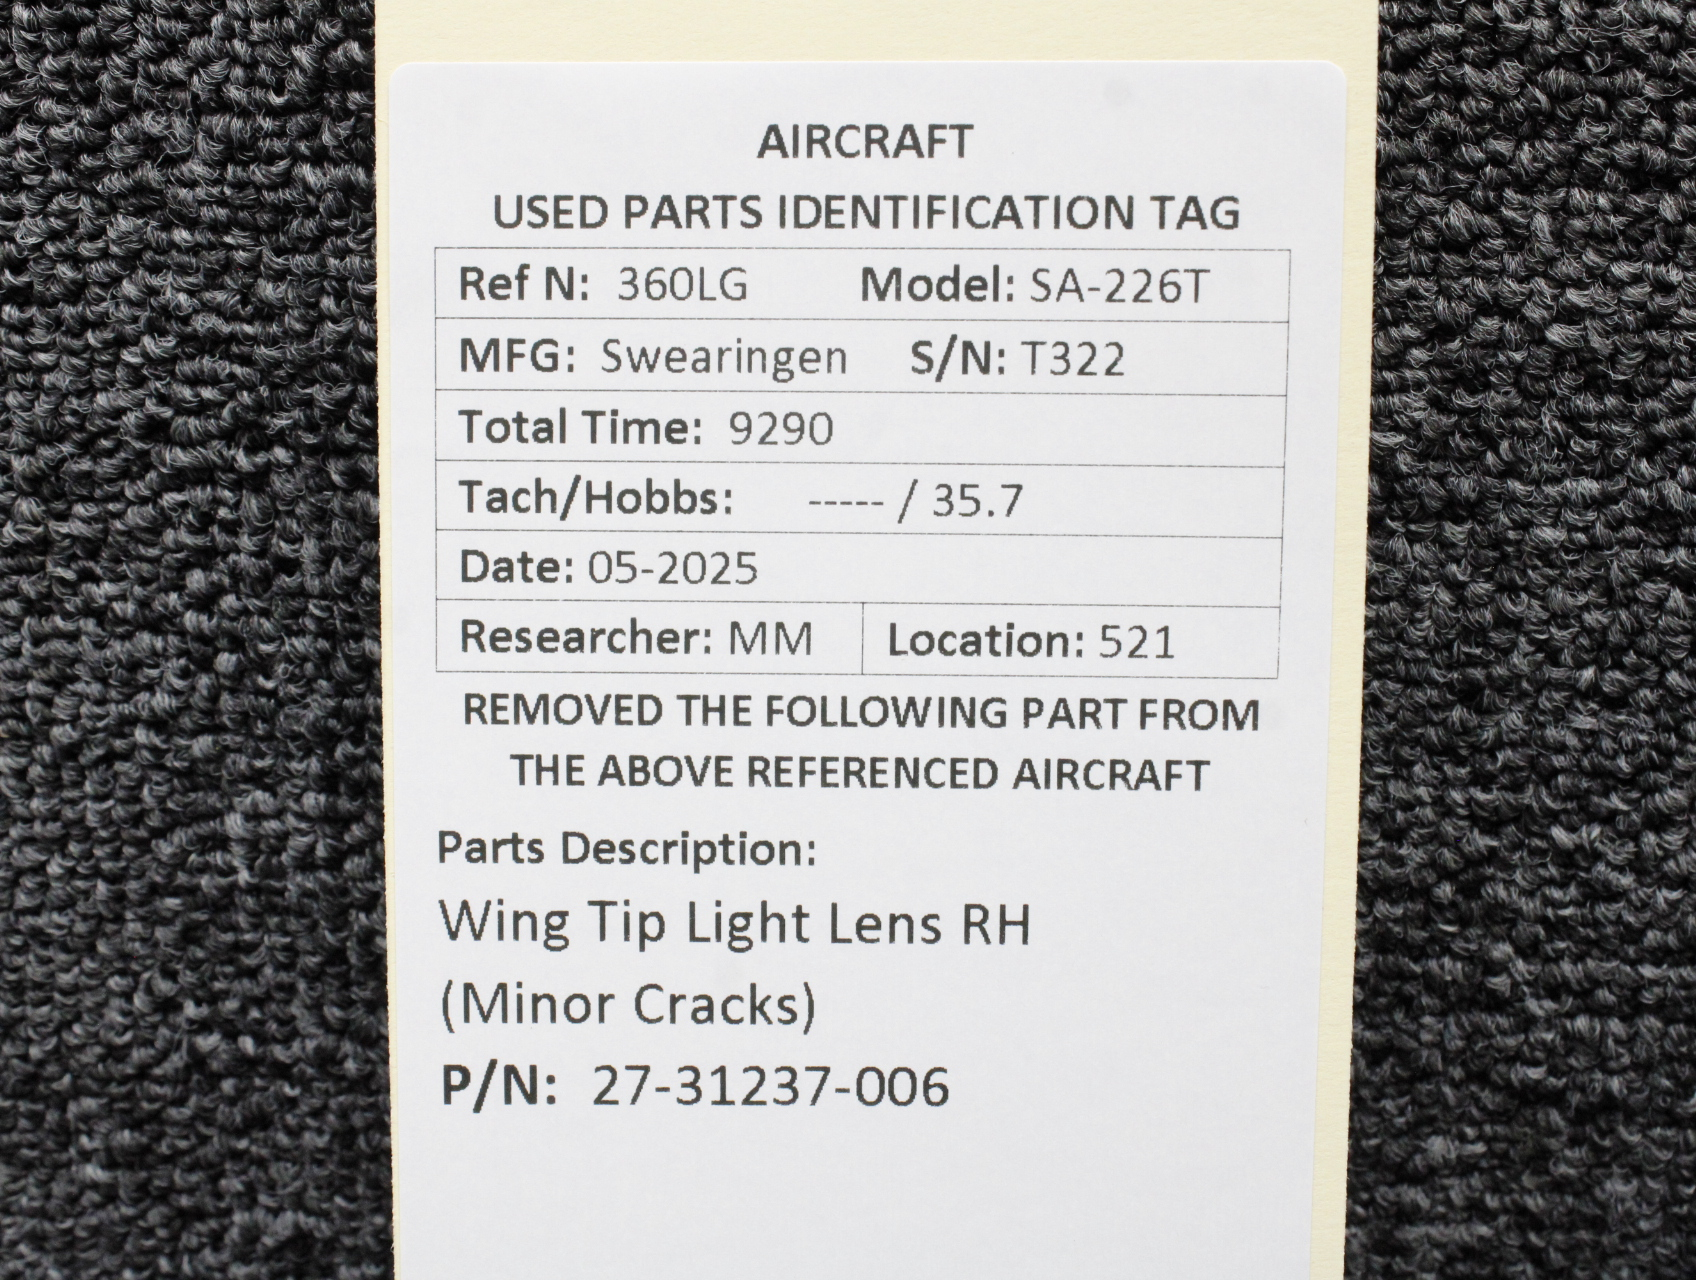 AIRCRAFT
USED PARTS IDENTIFICATION TAG
Ref N: 360LG Model: SA-226T
MFG: Swearingen S/N: T322
Total Time: 9290
Tach/Hobbs: ----- / 35.7
Date: 05-2025
Researcher: MM Location: 521
REMOVED THE FOLLOWING PART FROM
THE ABOVE REFERENCED AIRCRAFT
Parts Description:
Wing Tip Light Lens RH
(Minor Cracks)
P/N: 27-31237-006